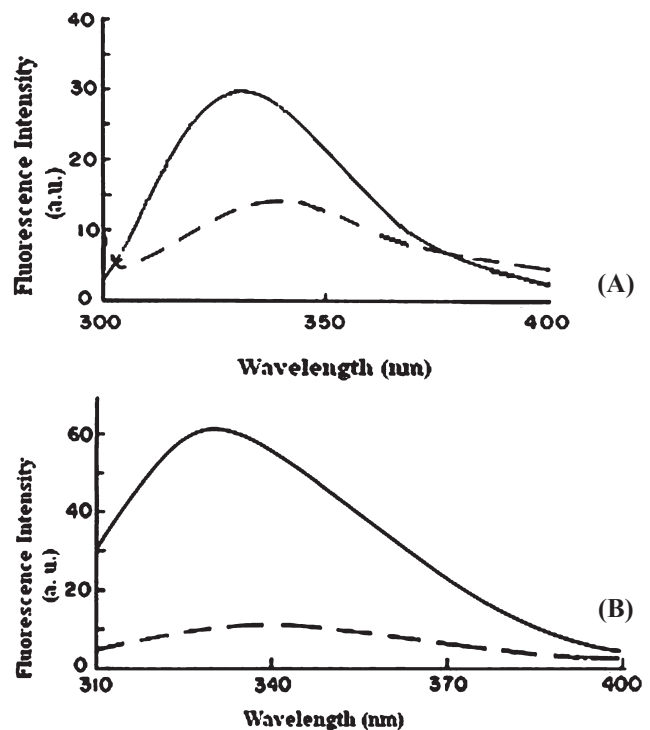 40
30
20
10
0
300
350
400
Fluorescence Intensity
(a.u.)
Wavelength (nm)
(A)
60
40
20
0
310
340
370
400
Fluorescence Intensity
(a. u.)
Wavelength (nm)
(B)